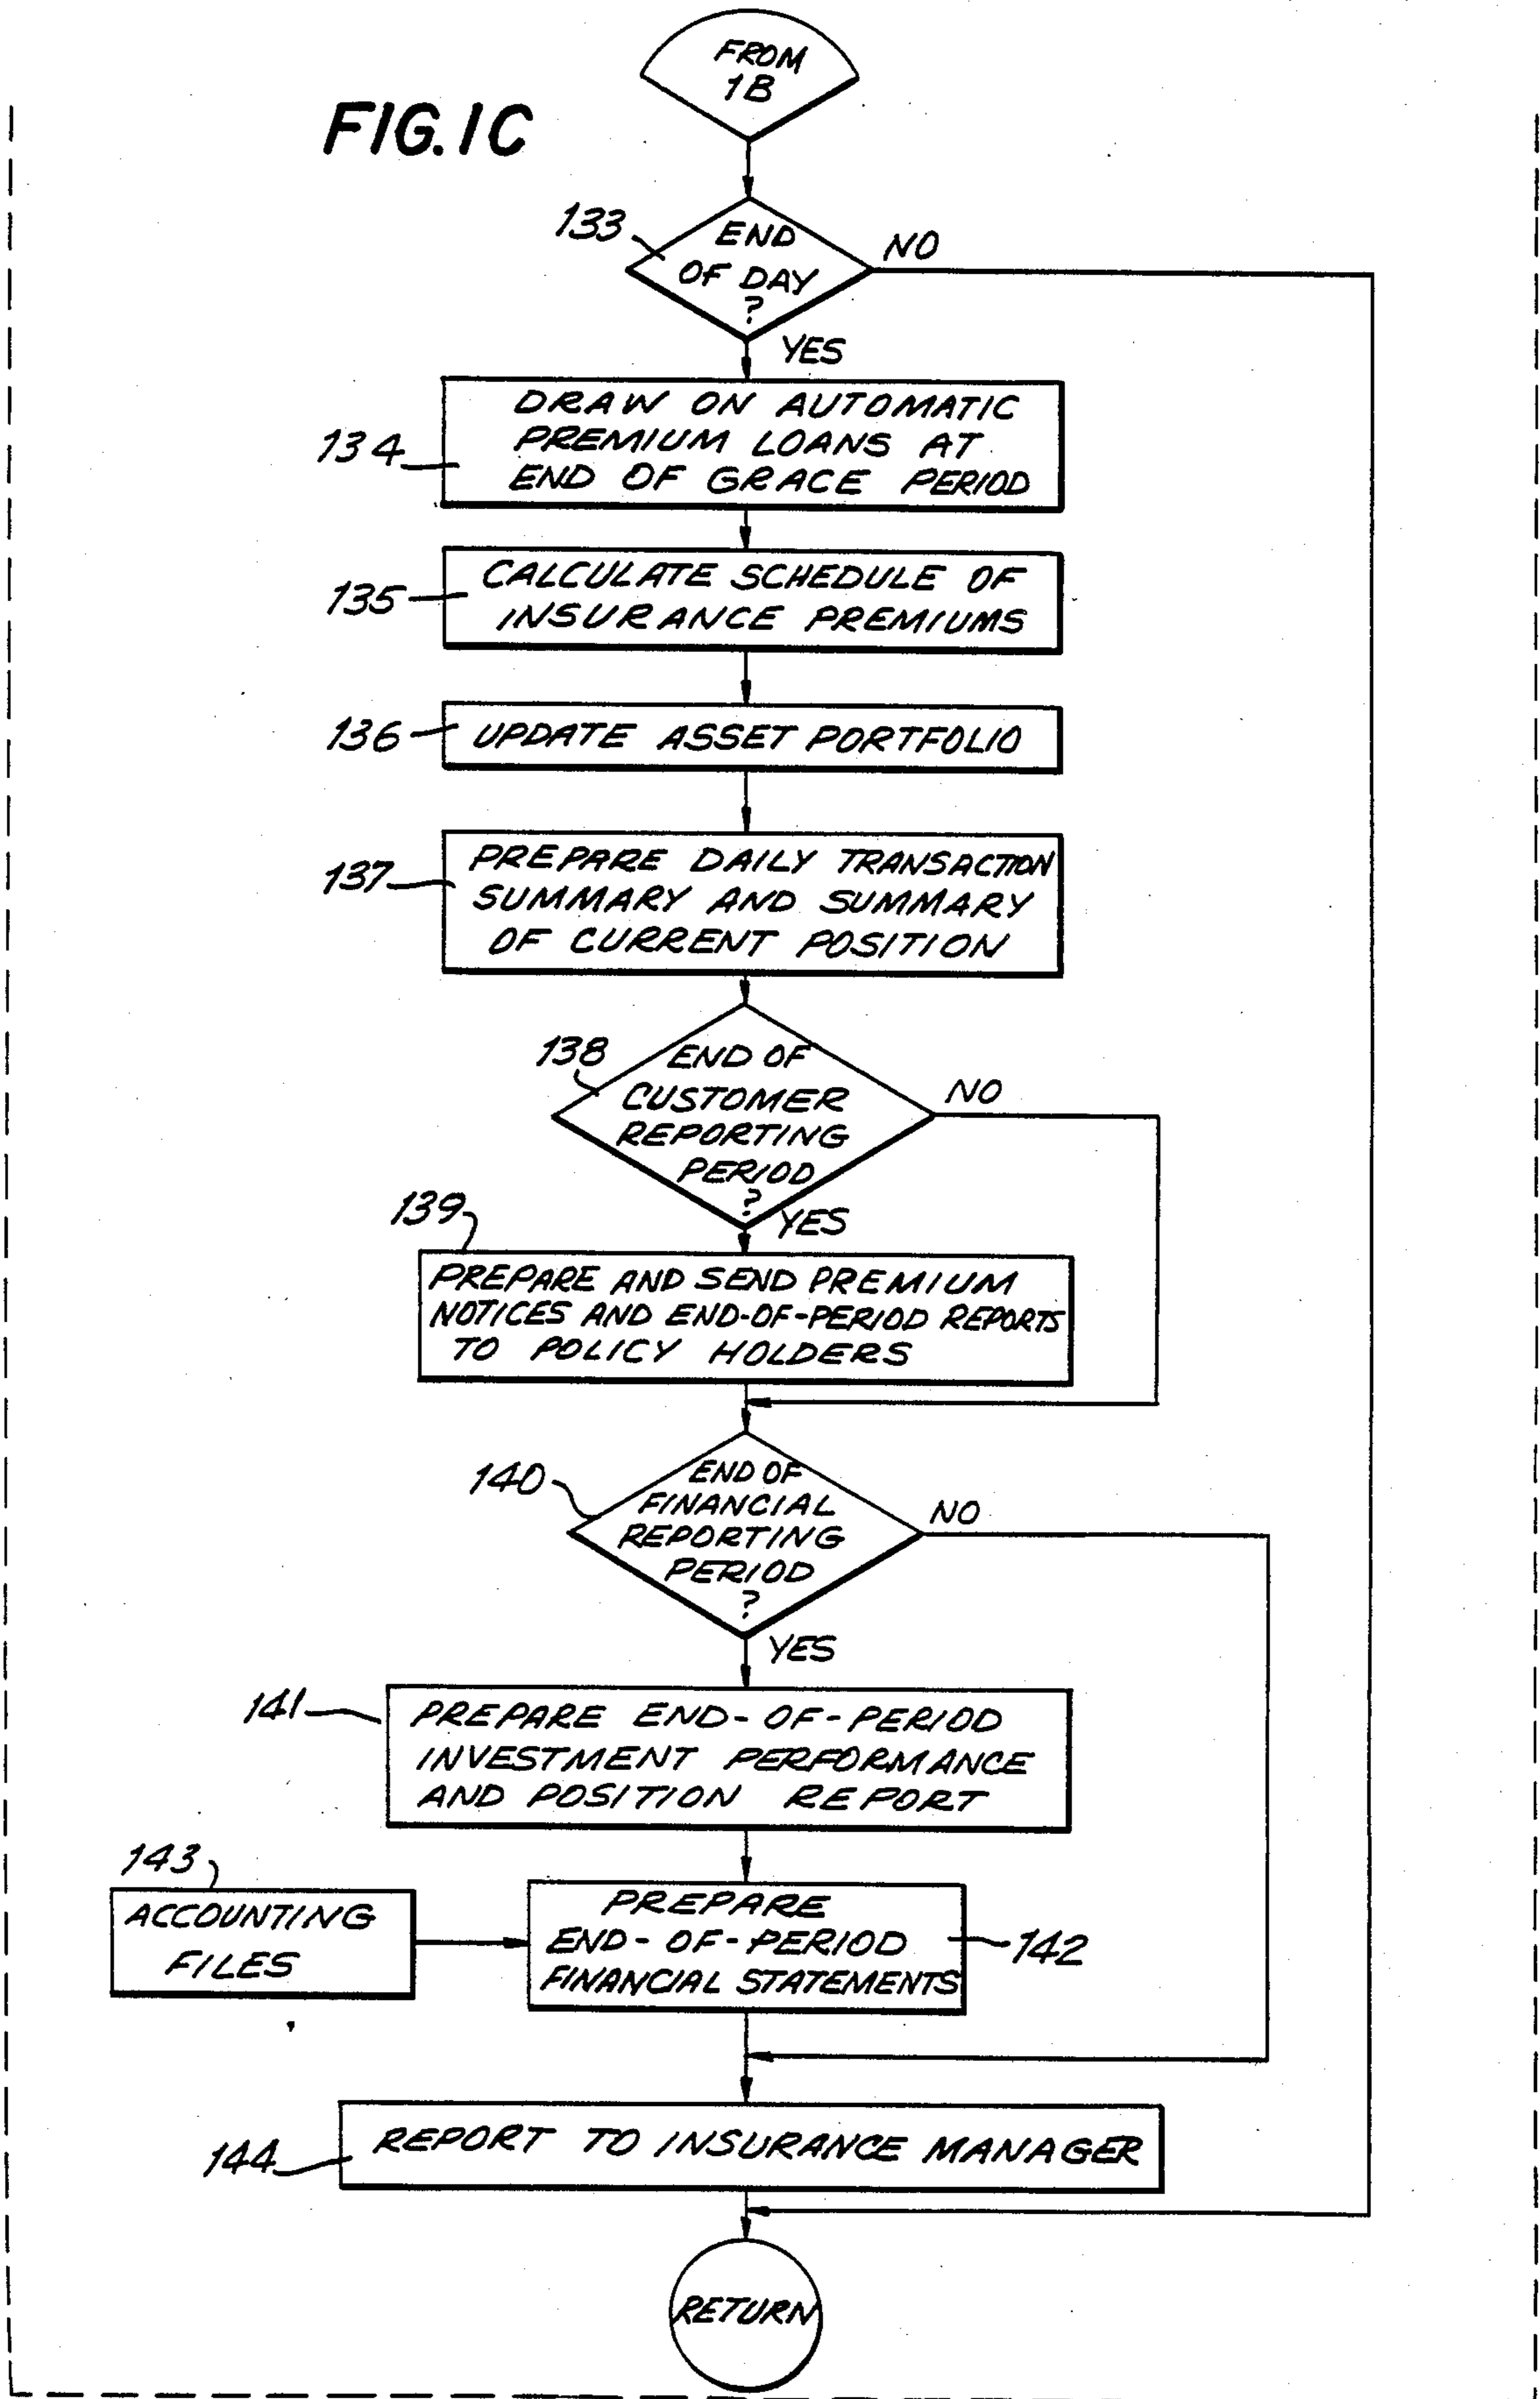 FROM
1B
FIG. 1C
133
END
OF DAY
?
NO
YES
134
DRAW ON AUTOMATIC
PREMIUM LOANS AT
END OF GRACE PERIOD
135
CALCULATE SCHEDULE OF
INSURANCE PREMIUMS
136
UPDATE ASSET PORTFOLIO
137
PREPARE DAILY TRANSACTION
SUMMARY AND SUMMARY
OF CURRENT POSITION
138
END OF
CUSTOMER
REPORTING
PERIOD
?
NO
YES
139
PREPARE AND SEND PREMIUM
NOTICES AND END-OF-PERIOD REPORTS
TO POLICY HOLDERS
140
END OF
FINANCIAL
REPORTING
PERIOD
?
NO
YES
141
PREPARE END-OF-PERIOD
INVESTMENT PERFORMANCE
AND POSITION REPORT
143
ACCOUNTING
FILES
PREPARE
END-OF-PERIOD
FINANCIAL STATEMENTS
142
144
REPORT TO INSURANCE MANAGER
RETURN